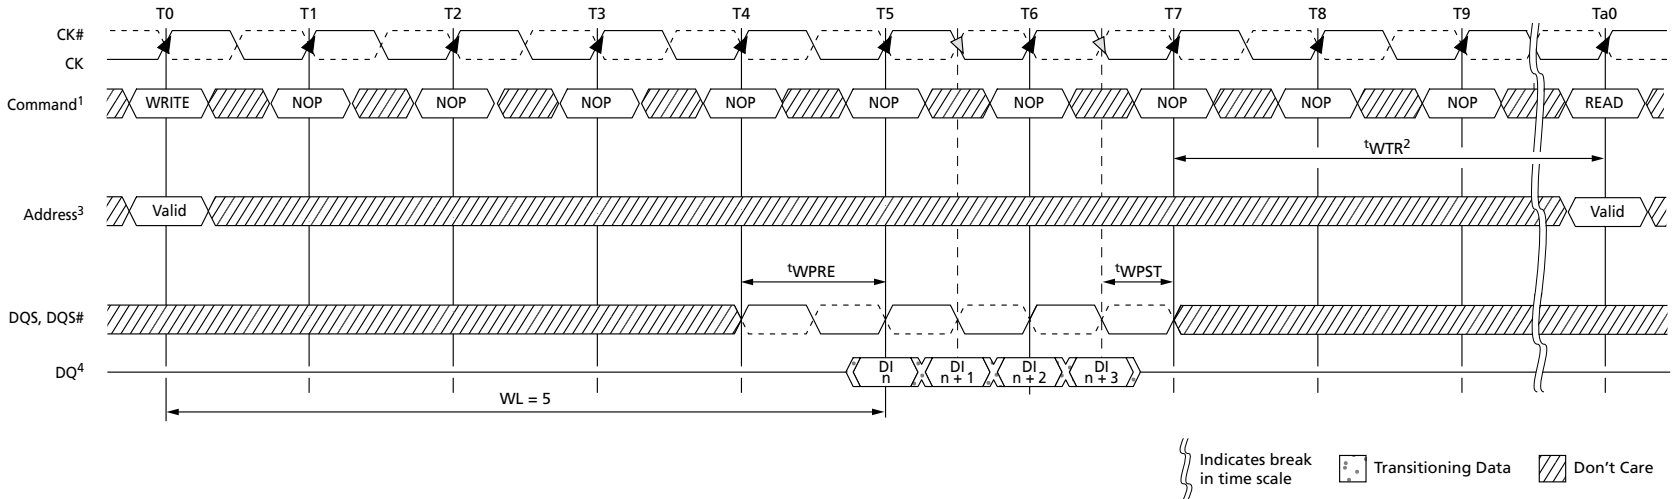 T0 T1 T2 T3 T4 T5 T6 T7 T8 T9 Ta0
CK#
CK
Command1 WRITE NOP NOP NOP NOP NOP NOP NOP NOP NOP READ
tWTR2
Address3 Valid Valid
tWPRE tWPST
DQS, DQS#
DQ4 DI n DI n + 1 DI n + 2 DI n + 3
WL = 5
Indicates break
in time scale
Transitioning Data
Don't Care